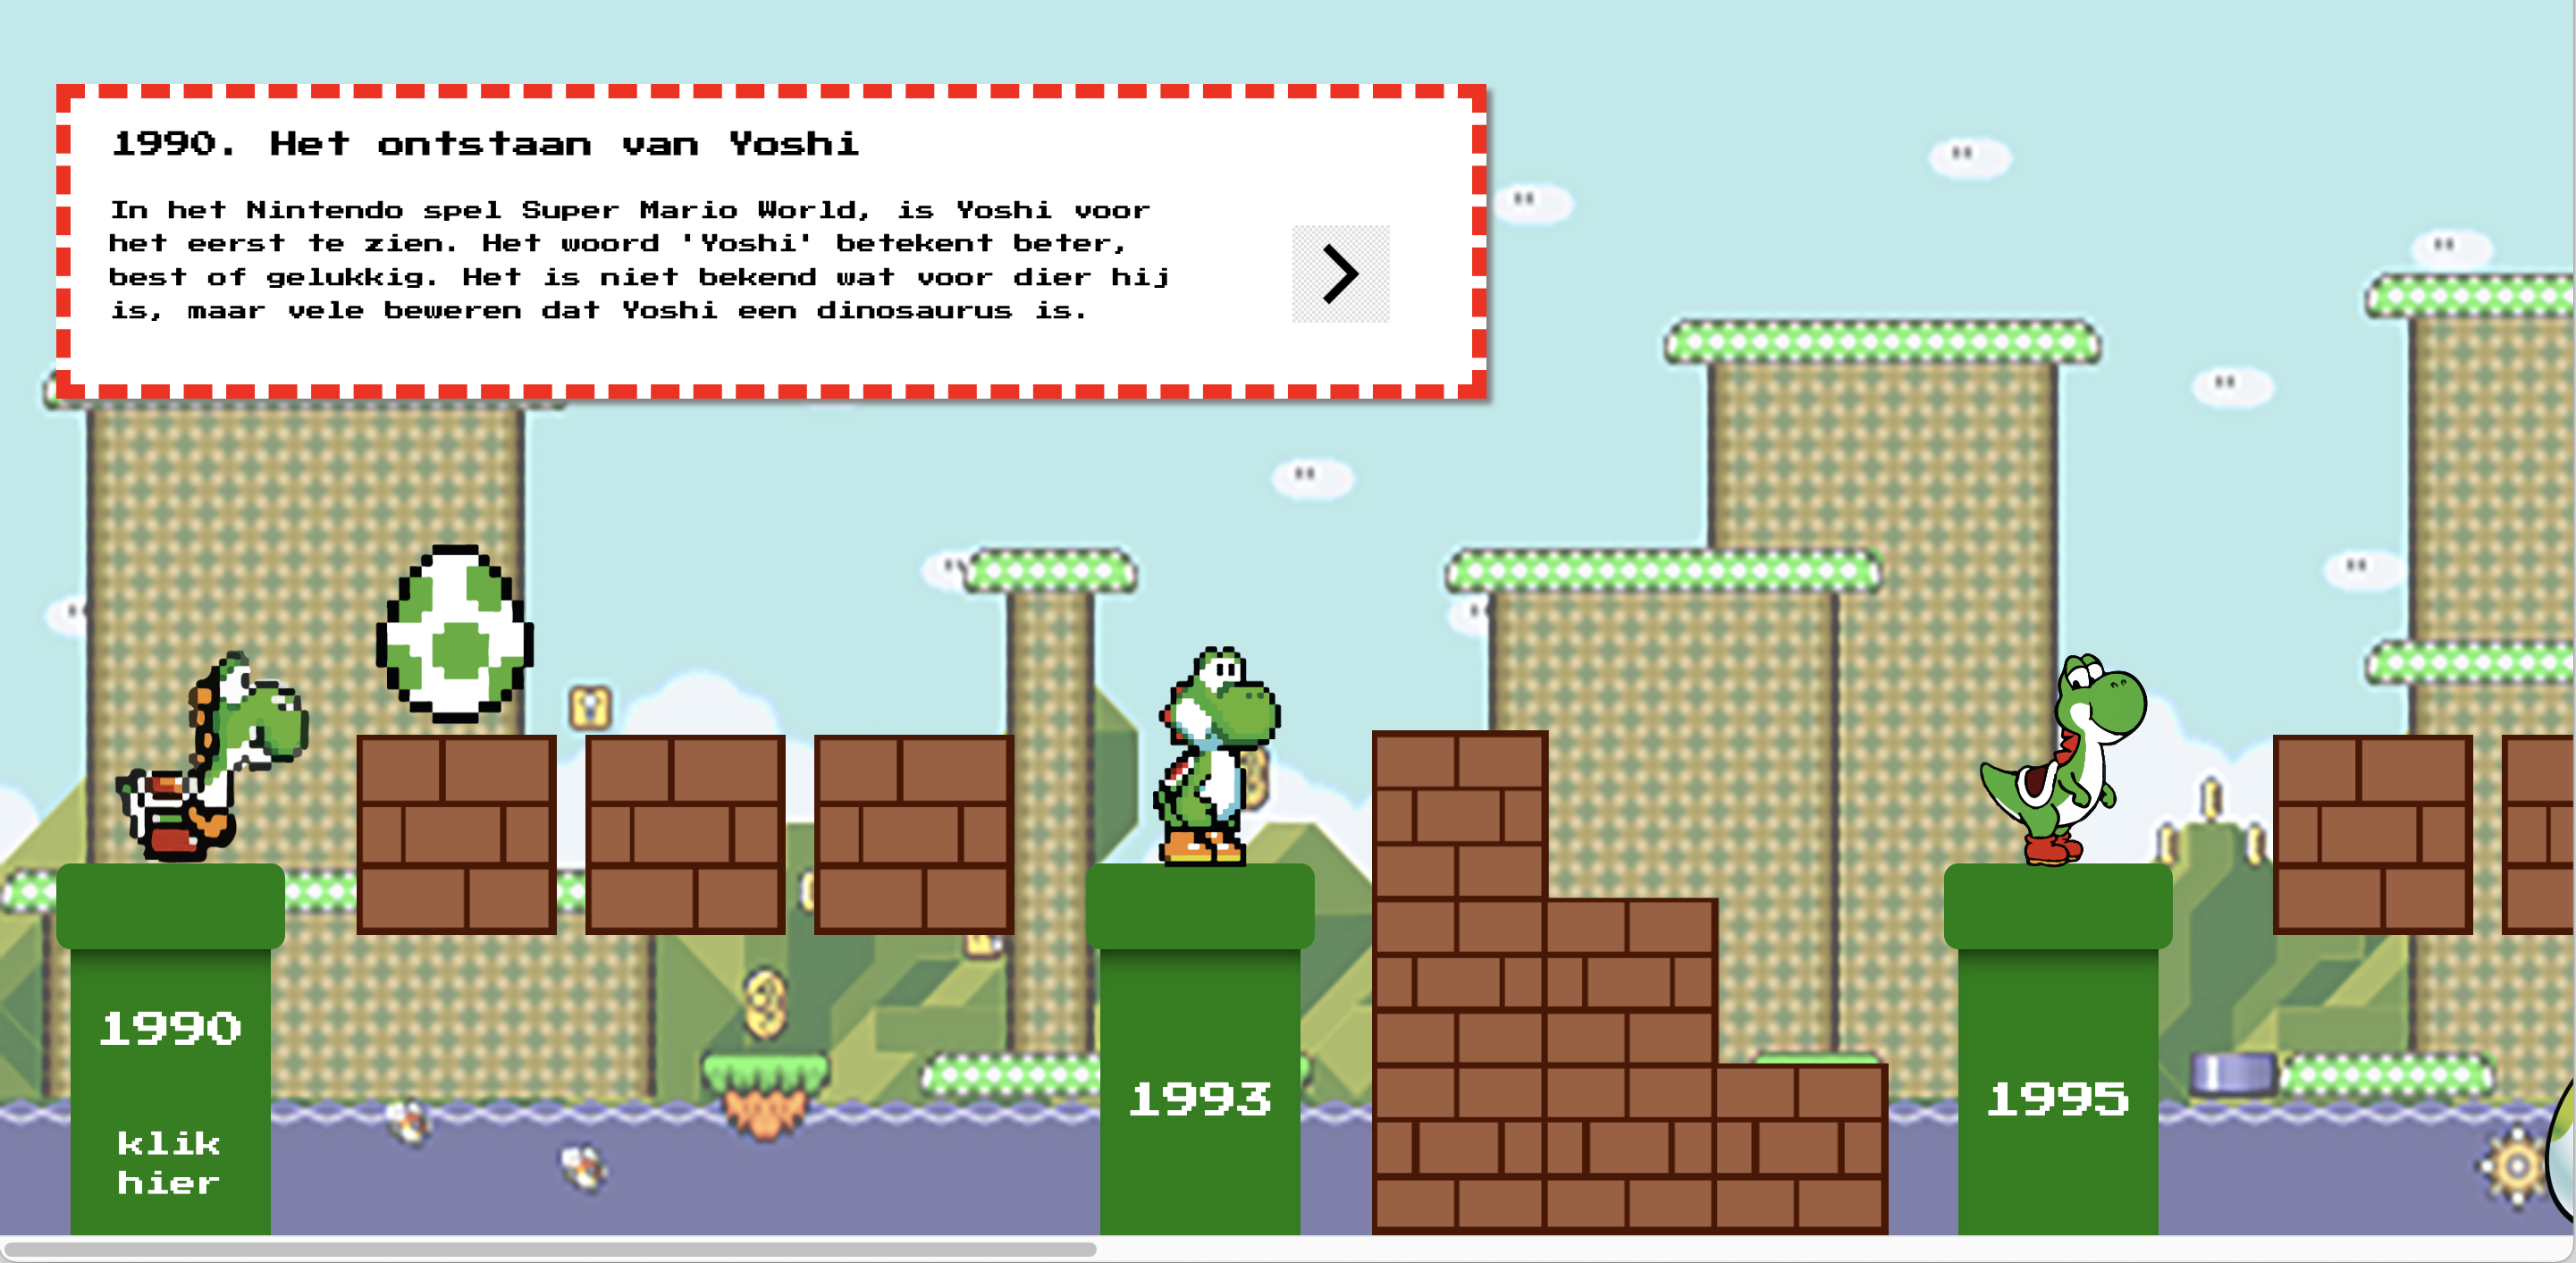 1990. Het ontstaan van Yoshi
In het Nintendo spel Super Mario World, is Yoshi voor
het eerst te zien. Het woord 'Yoshi' betekent beter,
best of gelukkig. Het is niet bekend wat voor dier hij
is, maar vele beweren dat Yoshi een dinosaurus is.
1990
klik
hier
1993
1995